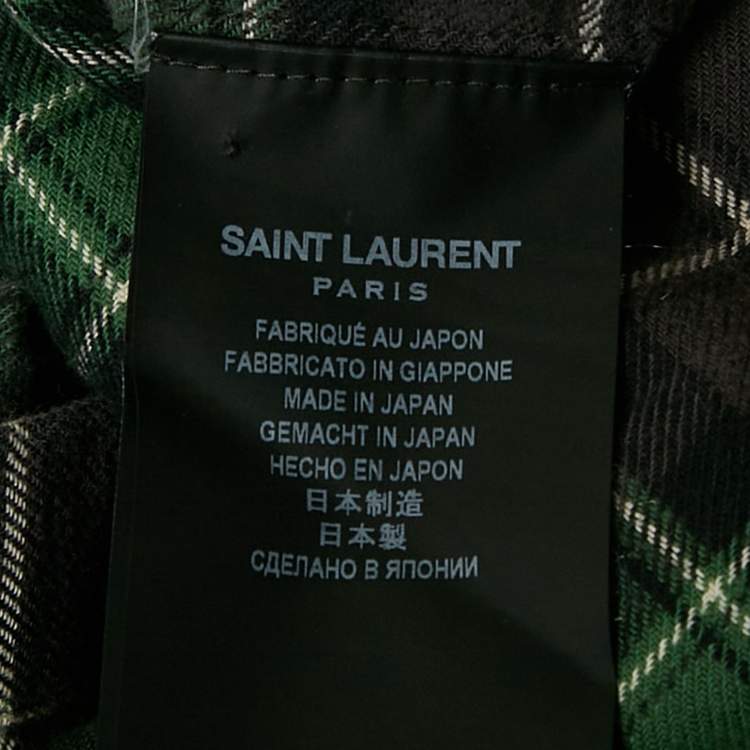 SAINT LAURENT
PARIS
FABRIQUÉ AU JAPON
FABBRICATO IN GIAPPONE
MADE IN JAPAN
GEMACHT IN JAPAN
HECHO EN JAPON
日本制造
日本製
СДЕЛАНО В ЯПОНИИ